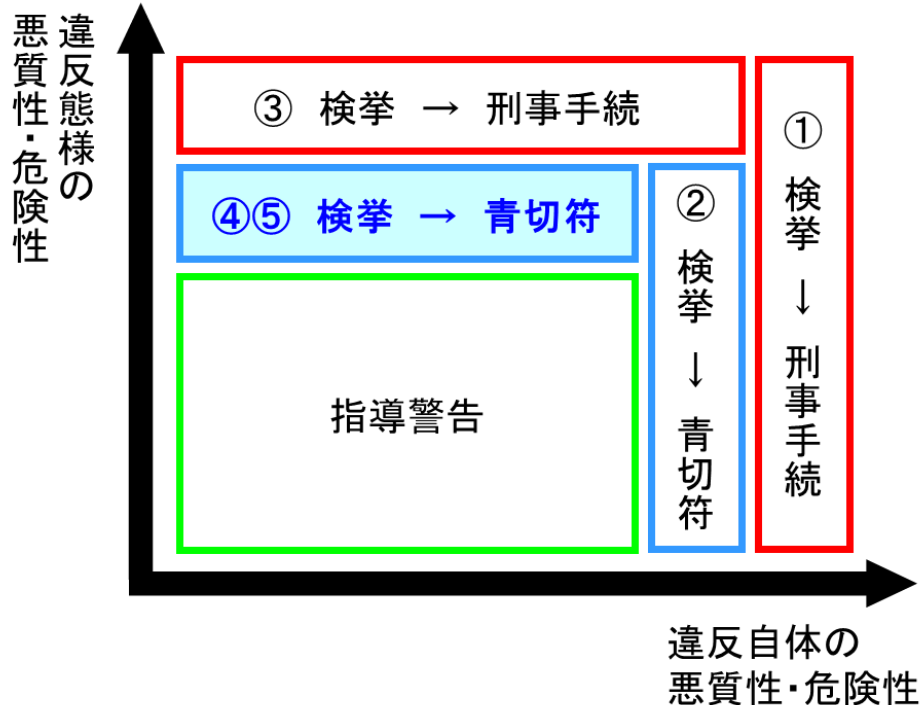 違反態様の
悪質性・危険性
③ 検挙 → 刑事手続
④⑤ 検挙 → 青切符
指導警告
② 検挙 → 青切符
① 検挙 → 刑事手続
違反自体の
悪質性・危険性